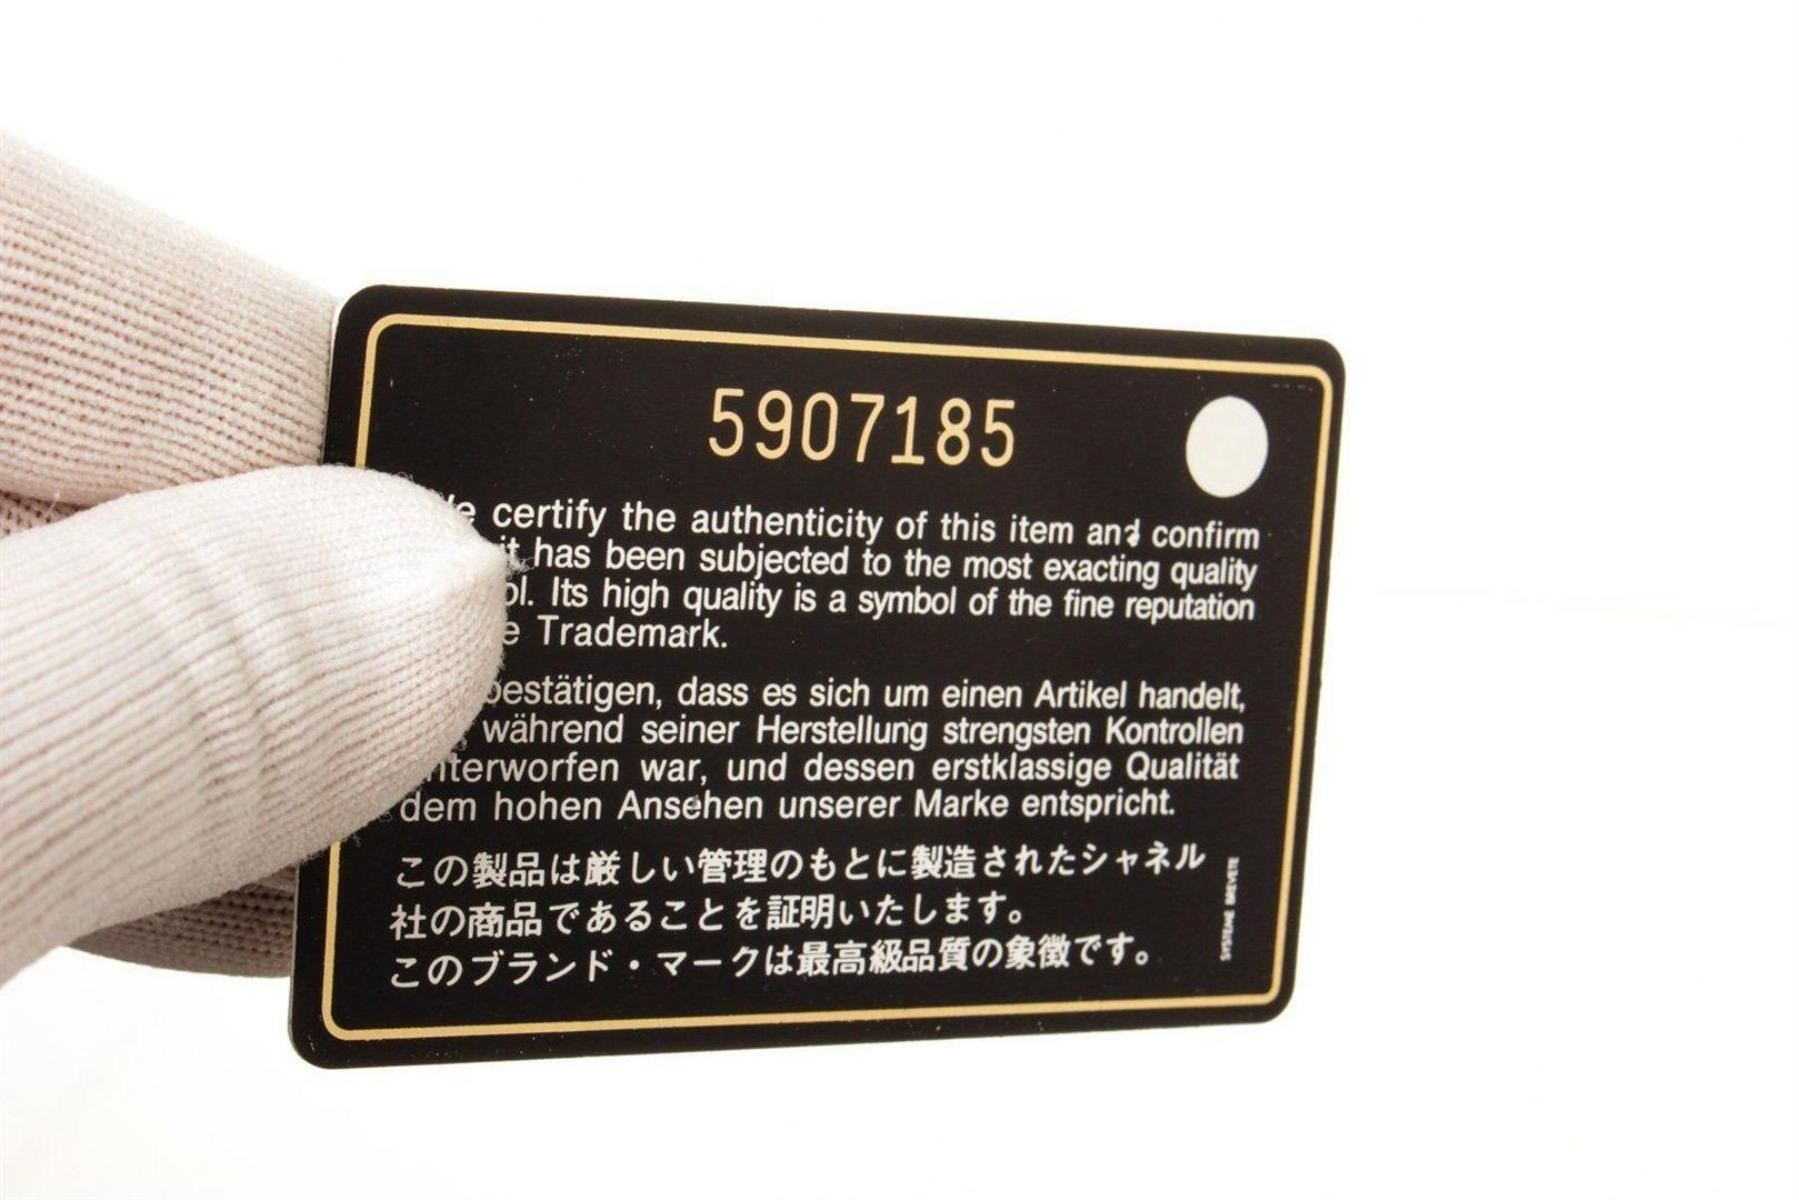 5907185
certify the authenticity of this item and confirm
it has been subjected to the most exacting quality
Its high quality is a symbol of the fine reputation
Trademark.
bestätigen, dass es sich um einen Artikel handelt,
während seiner Herstellung strengsten Kontrollen
unterworfen war, und dessen erstklassige Qualität
dem hohen Ansehen unserer Marke entspricht.
この製品は厳しい管理のもとに製造されたシャネル
社の商品であることを証明いたします。
このブランド・マークは最高級品質の象徴です。
SYSTEME BREVETE